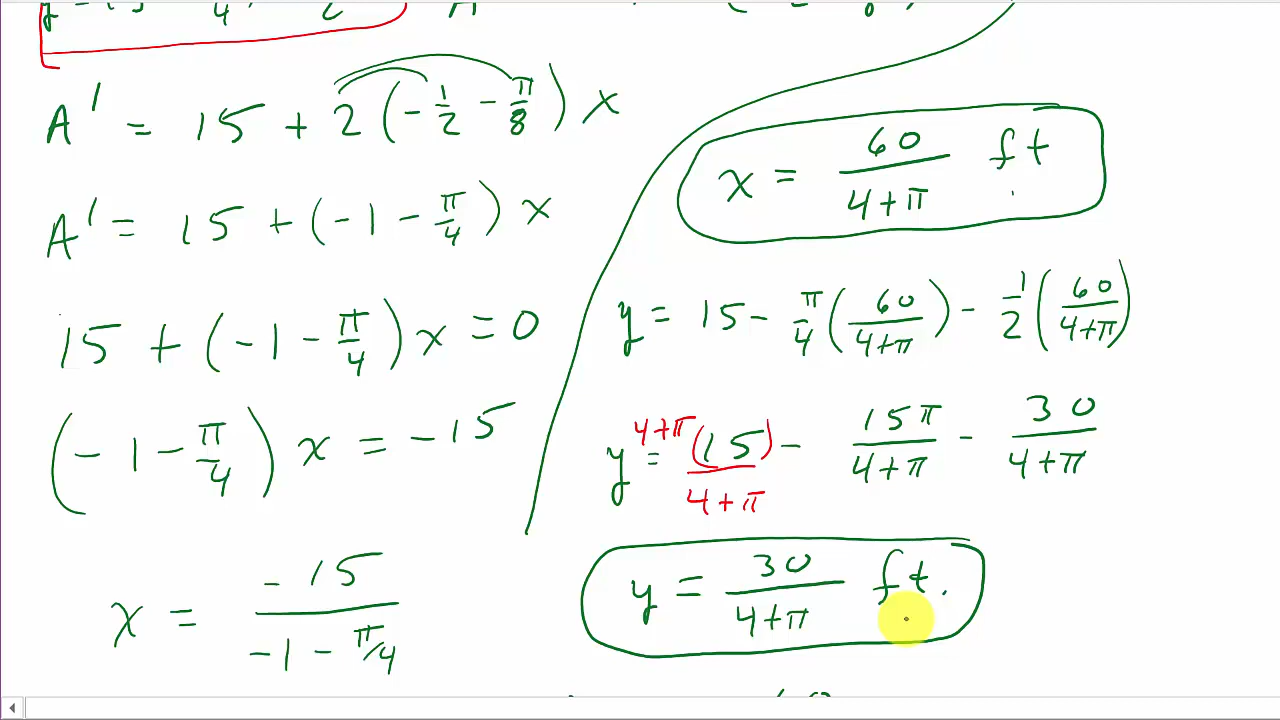 A' = 15 + 2(-1/2 - π/8)x
A' = 15 + (-1 - π/4)x
15 + (-1 - π/4)x = 0
(-1 - π/4)x = -15
x = -15/(-1 - π/4)
x = 60/(4+π) ft.
y = 15 - π/4(60/(4+π)) - 1/2(60/(4+π))
y = 4+π(15)/(4+π) - 15π/(4+π) - 30/(4+π)
y = 30/(4+π) ft.